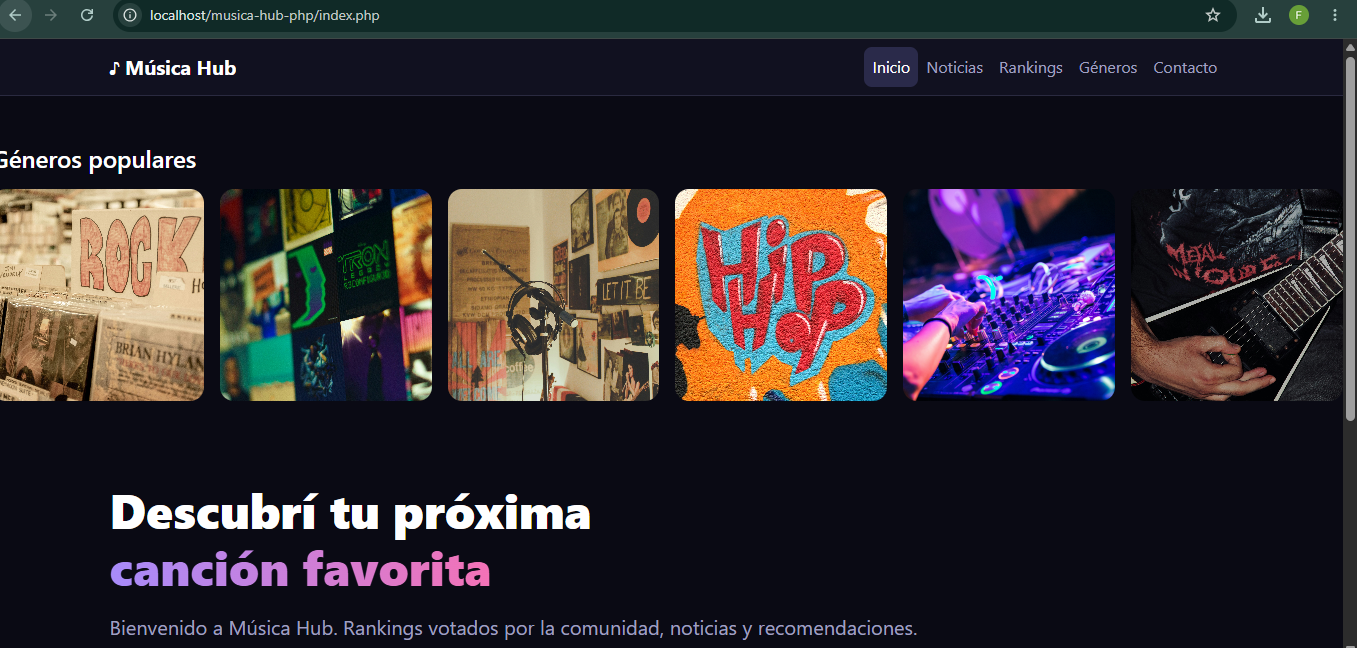 localhost/musica-hub-php/index.php
F
♪ Música Hub
Inicio Noticias Rankings Géneros Contacto
Géneros populares
ROCK
BRIAN HYLAN
TRON
LET IT BE
HiP
HoP
METAL
Descubrí tu próxima
canción favorita
Bienvenido a Música Hub. Rankings votados por la comunidad, noticias y recomendaciones.